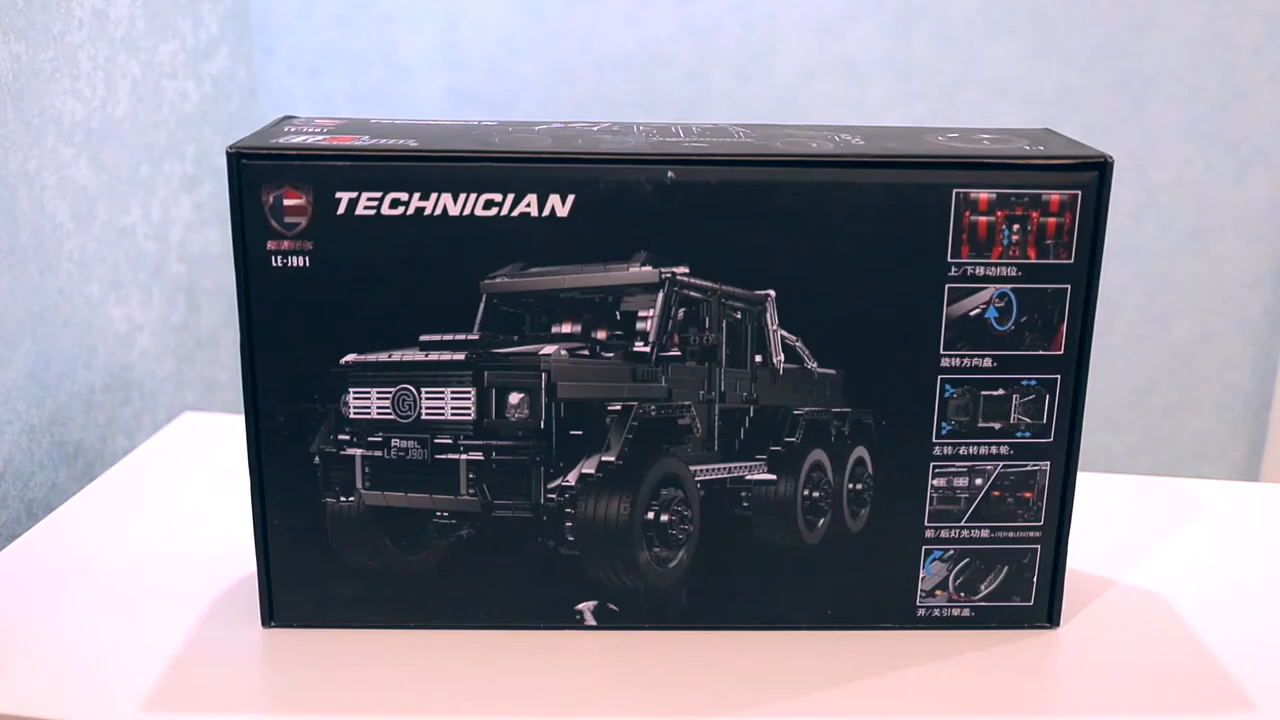 TECHNICIAN
LE-J901
G
RaeL
LE-J901
上/下移动挡位。
旋转方向盘。
左转/右转前车轮。
前/后灯光功能。
开/关引擎盖。